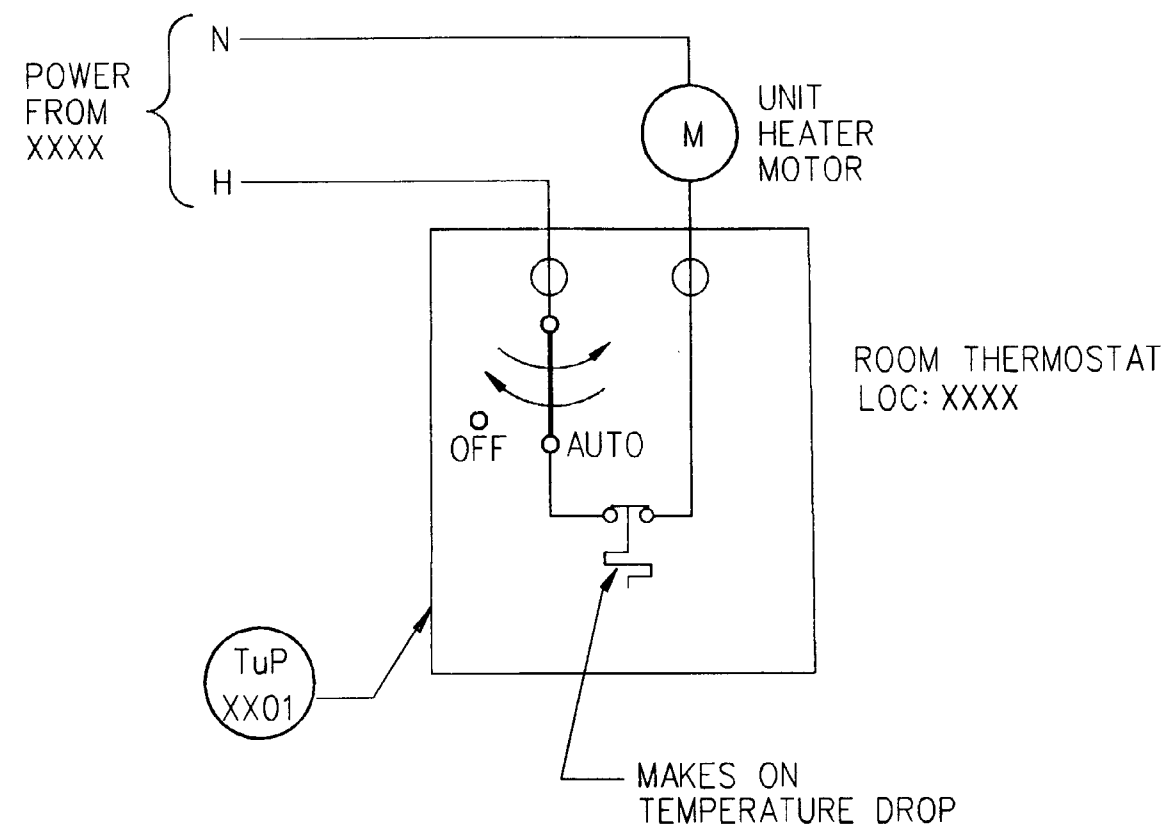 N
POWER
FROM
XXXX
H
UNIT
HEATER
MOTOR
M
ROOM THERMOSTAT
LOC: XXXX
OFF
AUTO
TuP
XX01
MAKES ON
TEMPERATURE DROP